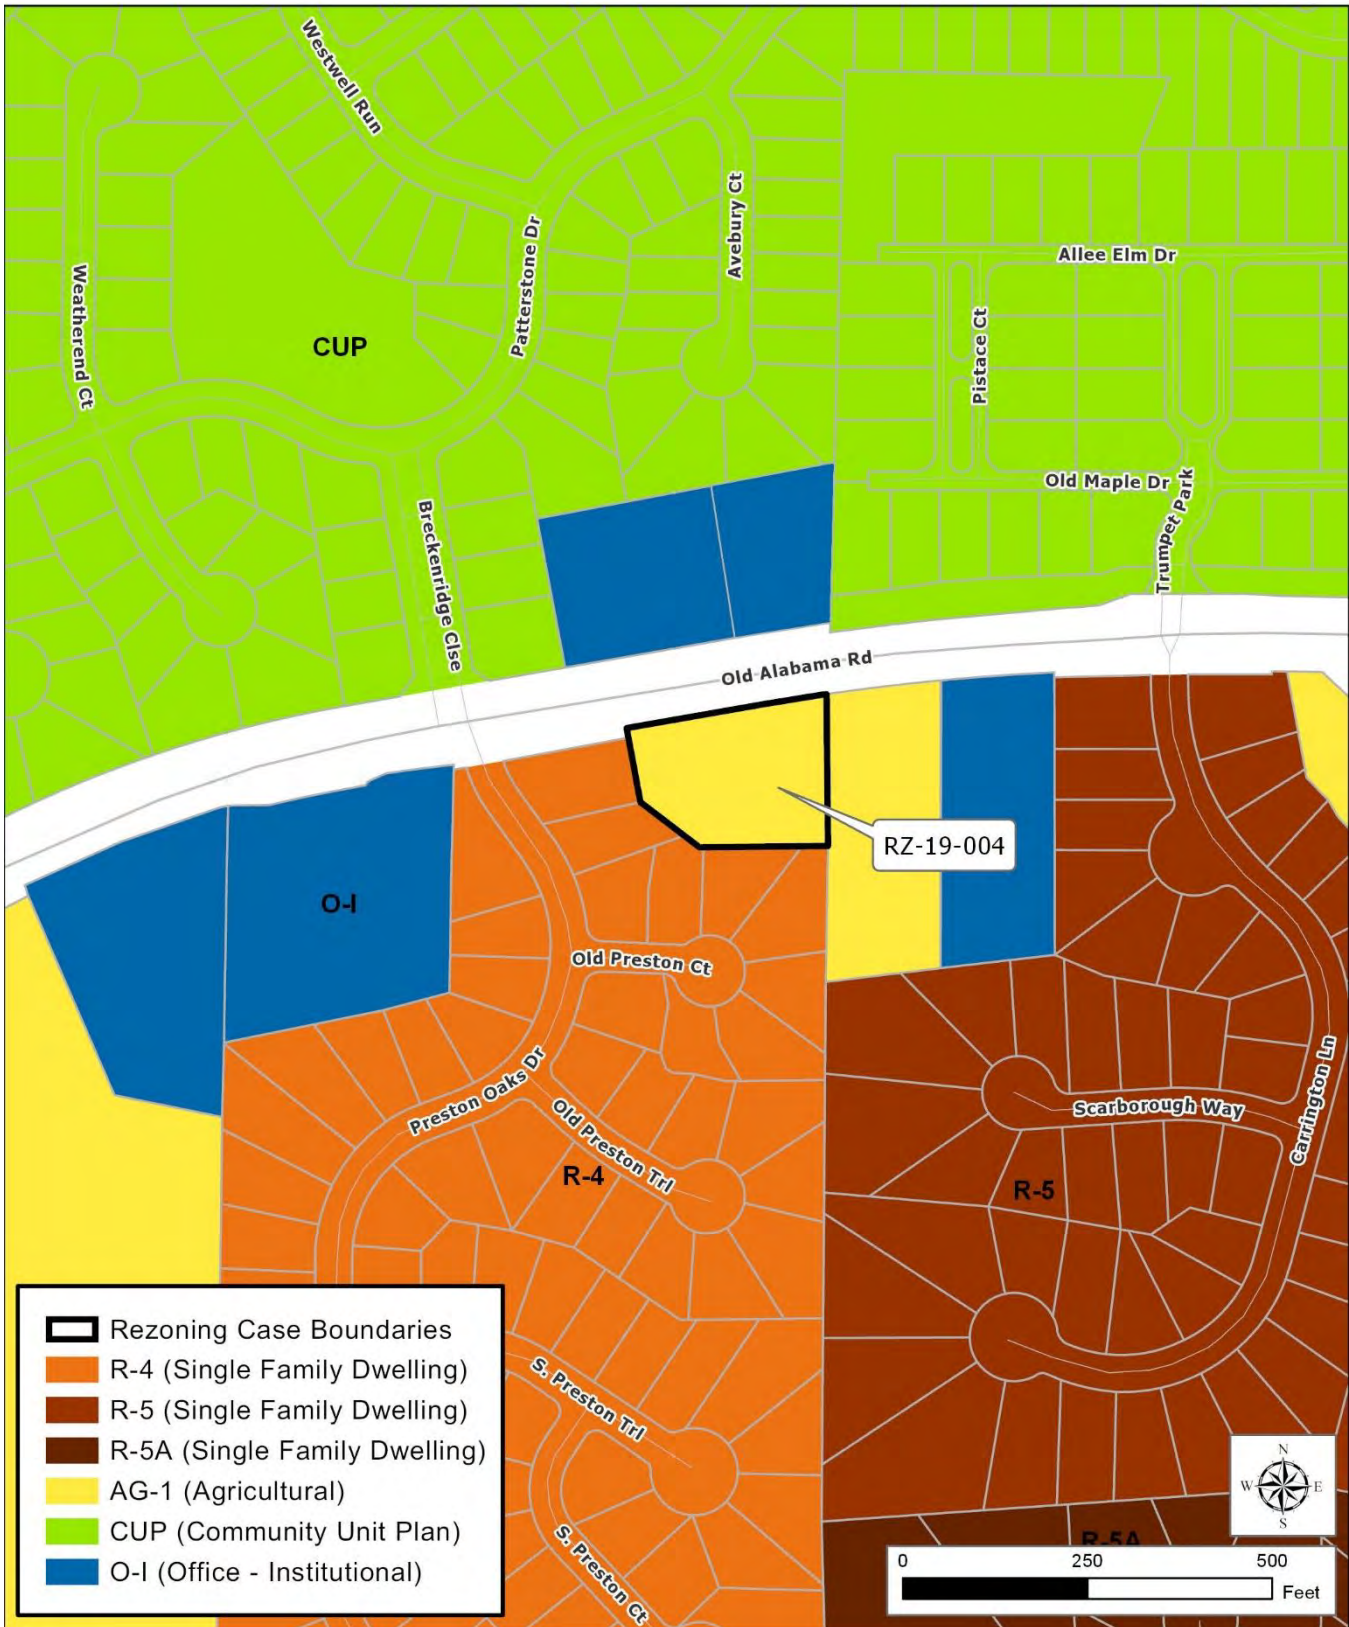 Westwell Run
Weatherend Ct
Patterstone Dr
Avebury Ct
Allee Elm Dr
Pistace Ct
CUP
Old Maple Dr
Trumpet Park
Breckenridge Clse
Old Alabama Rd
RZ-19-004
O-I
Old Preston Ct
Preston Oaks Dr
Old Preston Trl
R-4
Scarborough Way
Carrington Ln
R-5
S. Preston Trl
S. Preston Ct
R-5A
Rezoning Case Boundaries
R-4 (Single Family Dwelling)
R-5 (Single Family Dwelling)
R-5A (Single Family Dwelling)
AG-1 (Agricultural)
CUP (Community Unit Plan)
O-I (Office - Institutional)
N
W E
S
0 250 500
Feet